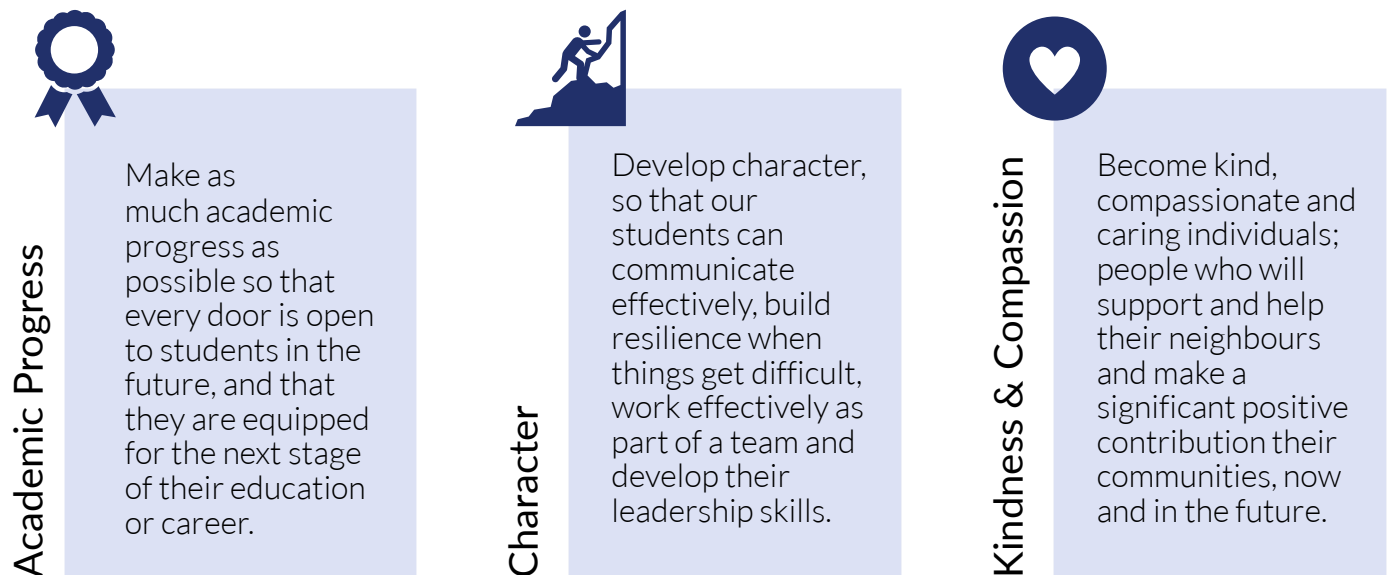 Academic Progress
Make as
much academic
progress as
possible so that
every door is open
to students in the
future, and that
they are equipped
for the next stage
of their education
or career.
Character
Develop character,
so that our
students can
communicate
effectively, build
resilience when
things get difficult,
work effectively as
part of a team and
develop their
leadership skills.
Kindness & Compassion
Become kind,
compassionate and
caring individuals;
people who will
support and help
their neighbours
and make a
significant positive
contribution their
communities, now
and in the future.